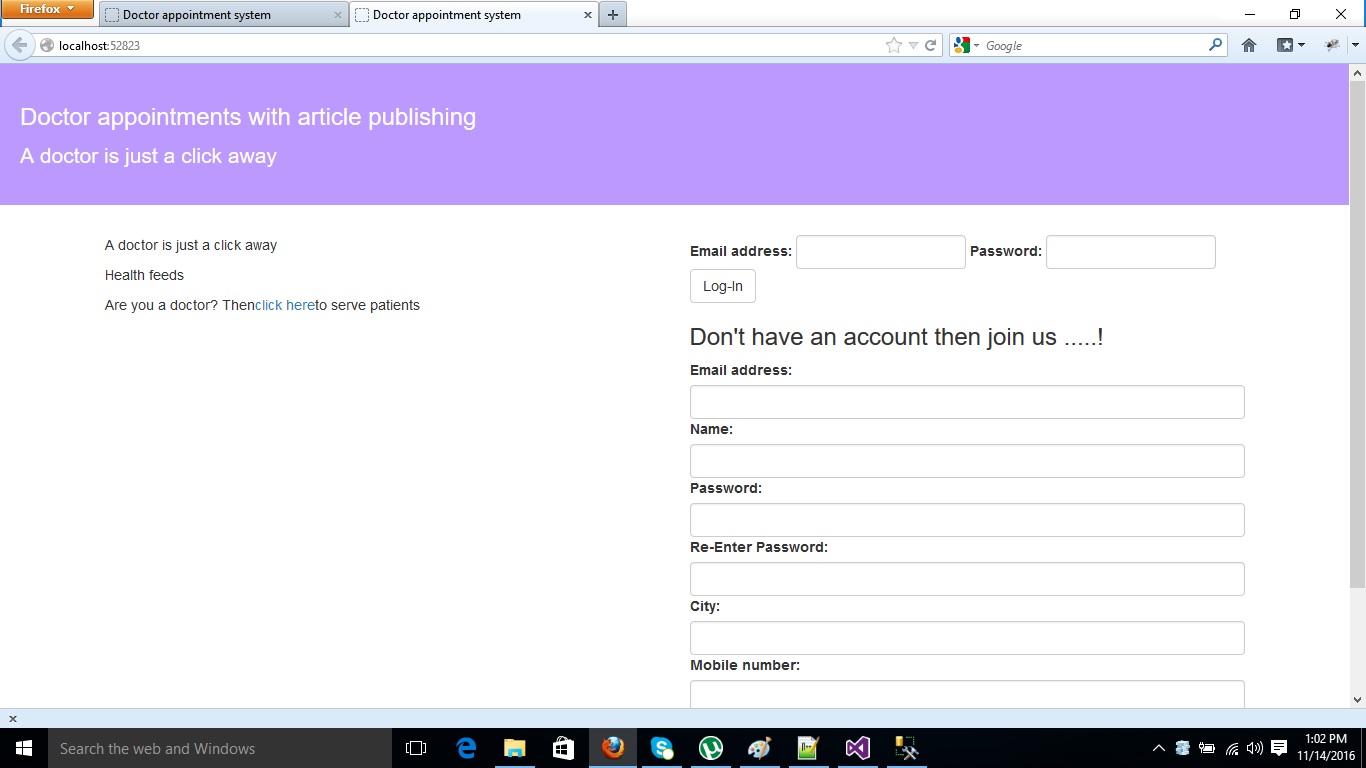 Firefox
Doctor appointment system
Doctor appointment system
localhost:52823
Google
Doctor appointments with article publishing
A doctor is just a click away
A doctor is just a click away
Health feeds
Are you a doctor? Thenclick hereto serve patients
Email address: Password:
Log-In
Don't have an account then join us .....!
Email address:
Name:
Password:
Re-Enter Password:
City:
Mobile number:
Search the web and Windows
1:02 PM
11/14/2016